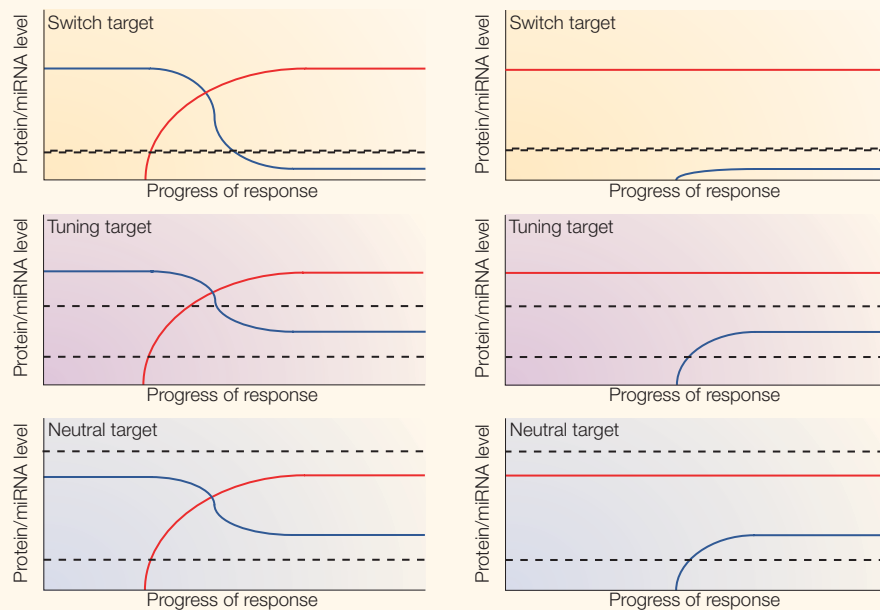 Switch target
Protein/miRNA level
Progress of response
Switch target
Protein/miRNA level
Progress of response
Tuning target
Protein/miRNA level
Progress of response
Tuning target
Protein/miRNA level
Progress of response
Neutral target
Protein/miRNA level
Progress of response
Neutral target
Protein/miRNA level
Progress of response